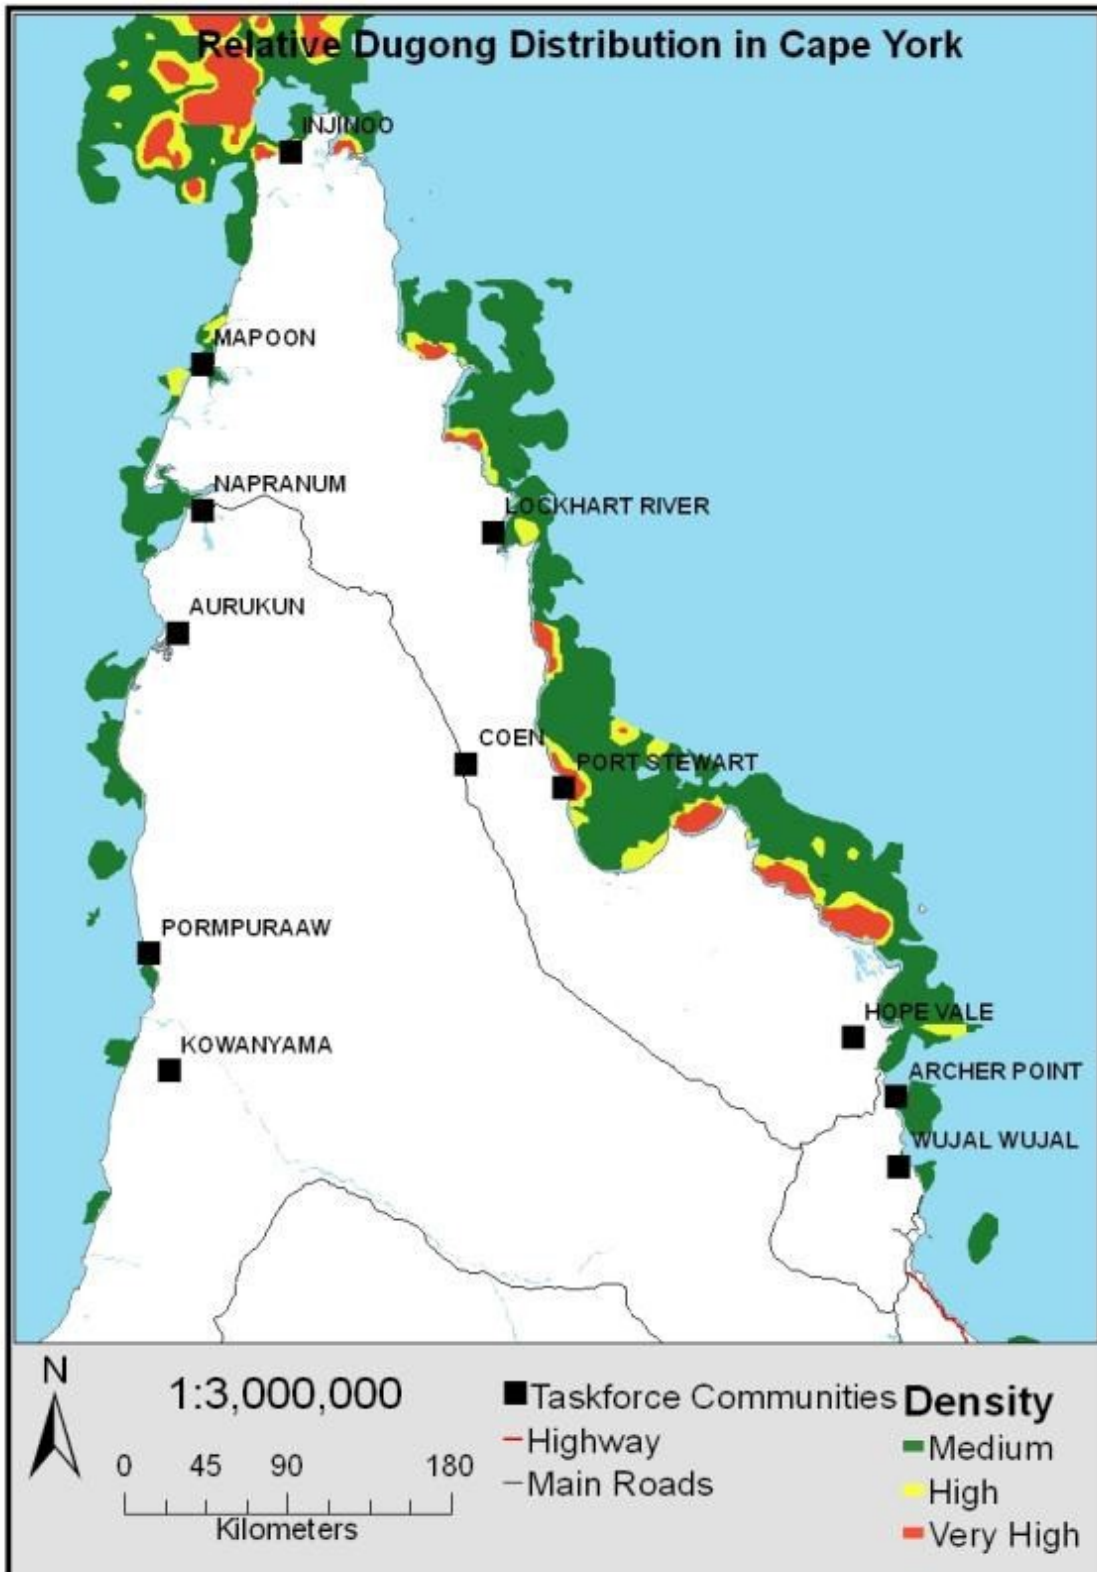 Relative Dugong Distribution in Cape York
INJINOO
MAPOON
NAPRANUM
LOCKHART RIVER
AURUKUN
COEN
PORT STEWART
PORMPURAAW
HOPE VALE
KOWANYAMA
ARCHER POINT
WUJAL WUJAL
N
1:3,000,000
0 45 90 180
Kilometers
Taskforce Communities
Highway
Main Roads
Density
Medium
High
Very High